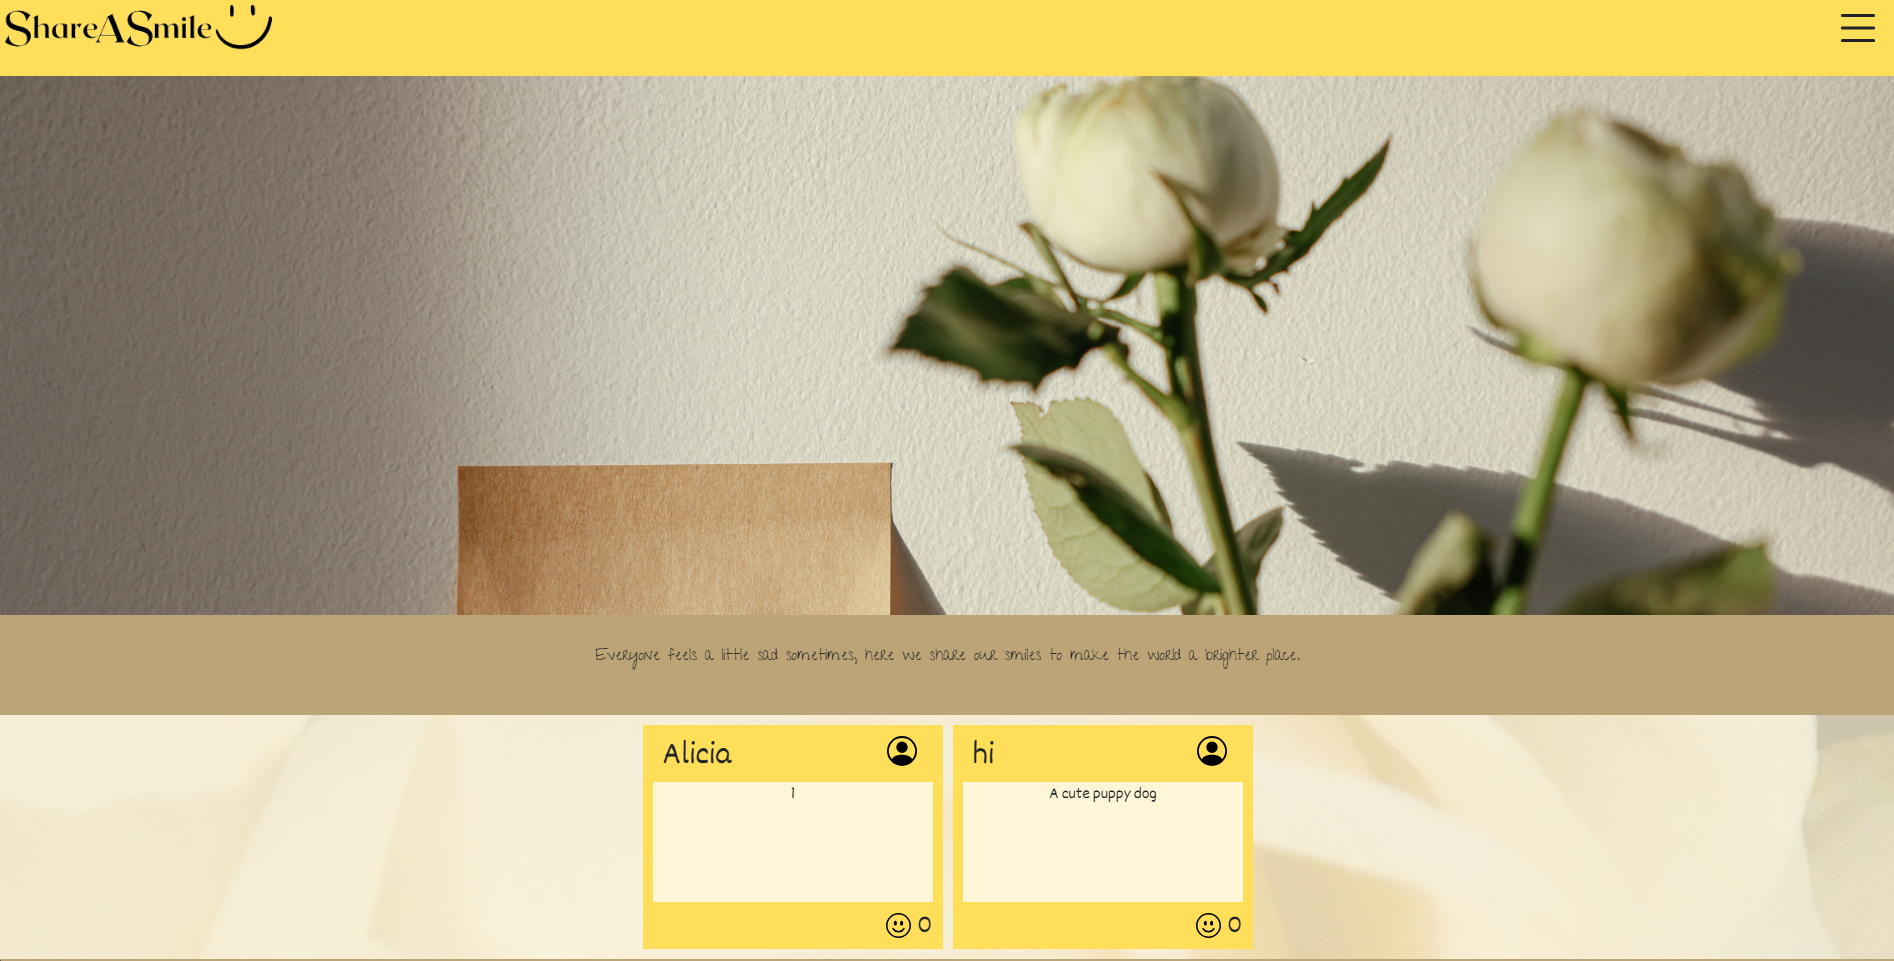 ShareASmile
Everyone feels a little sad sometimes, here we share our smiles to make the world a brighter place.
Alicia
1
0
hi
A cute puppy dog
0